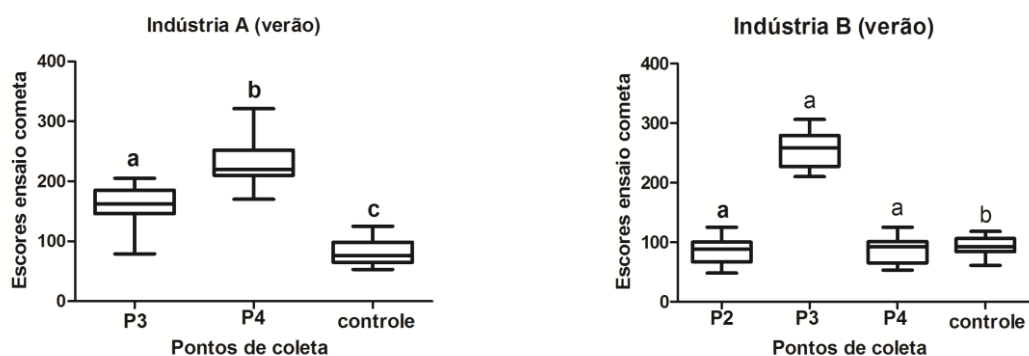 Indústria A (verão)
Escores ensaio cometa
400
300
200
100
0
a
b
c
P3
P4
controle
Pontos de coleta
Indústria B (verão)
Escores ensaio cometa
400
300
200
100
0
a
a
a
b
P2
P3
P4
controle
Pontos de coleta